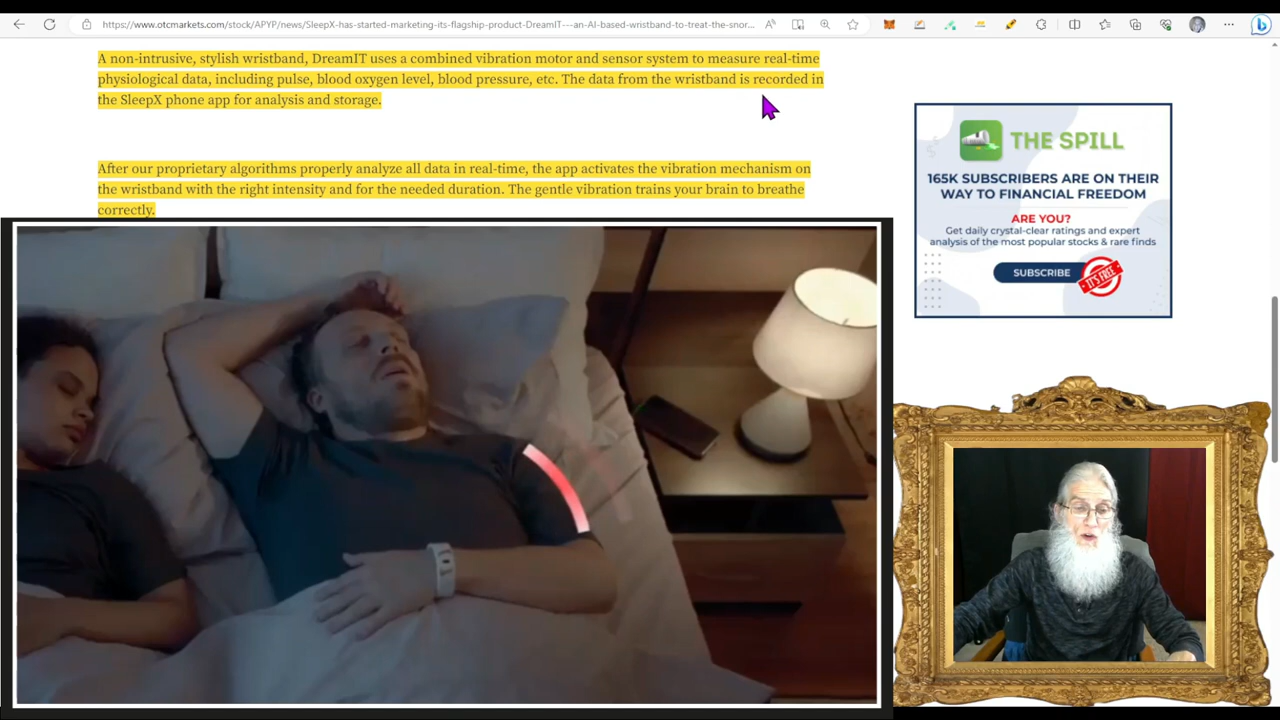 https://www.otcmarkets.com/stock/APYP/news/SleepX-has-started-marketing-its-flagship-product-DreamIT---an-AI-based-wristband-to-treat-the-snor...
A non-intrusive, stylish wristband, DreamIT uses a combined vibration motor and sensor system to measure real-time
physiological data, including pulse, blood oxygen level, blood pressure, etc. The data from the wristband is recorded in
the SleepX phone app for analysis and storage.
After our proprietary algorithms properly analyze all data in real-time, the app activates the vibration mechanism on
the wristband with the right intensity and for the needed duration. The gentle vibration trains your brain to breathe
correctly.
THE SPILL
165K SUBSCRIBERS ARE ON THEIR
WAY TO FINANCIAL FREEDOM
ARE YOU?
Get daily crystal-clear ratings and expert
analysis of the most popular stocks & rare finds
SUBSCRIBE
IT'S FREE